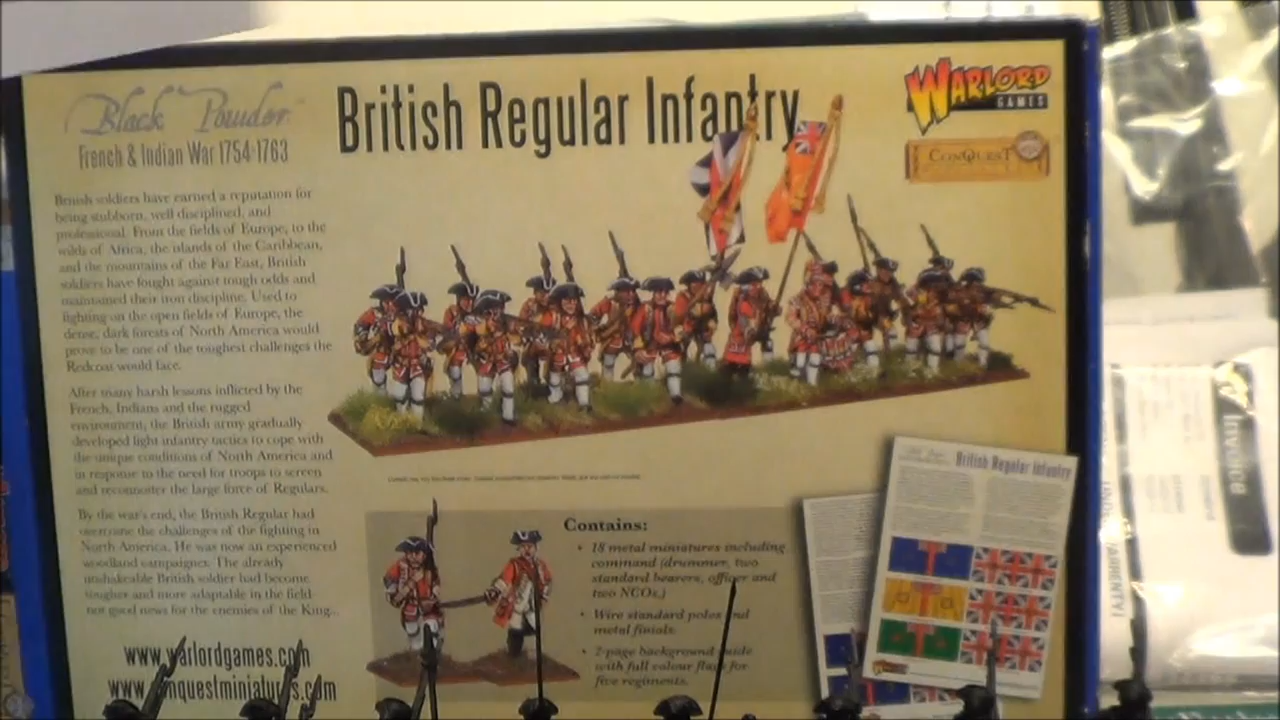 Black Powder
French & Indian War 1754-1763
British Regular Infantry
WARLORD
GAMES
CONQUEST
British soldiers have earned a reputation for
being stubborn, well disciplined, and
professional. From the fields of Europe, to the
wilds of Africa, the islands of the Caribbean,
and the mountains of the Far East, British
soldiers have fought against tough odds and
maintained their iron discipline. Used to
fighting on the open fields of Europe, the
dense, dark forests of North America would
prove to be one of the toughest challenges the
Redcoat would face.
After many harsh lessons inflicted by the
French, Indians and the rugged
environment, the British army gradually
developed light infantry tactics to cope with
the unique conditions of North America and
in response to the need for troops to screen
and reconnoiter the large force of Regulars.
By the war's end, the British Regular had
overcome the challenges of the fighting in
North America. He was now an experienced
woodland campaigner. The already
unshakeable British soldier had become
tougher and more adaptable in the field-
not good news for the enemies of the King...
www.warlordgames.com
www.conquestminiatures.com
Contains:
• 18 metal miniatures including
command (drummer, two
standard bearers, officer and
two NCOs.)
• Wire standard poles and
metal finials.
• 2-page background guide
with full colour flags for
five regiments.
British Regular Infantry
Invoice